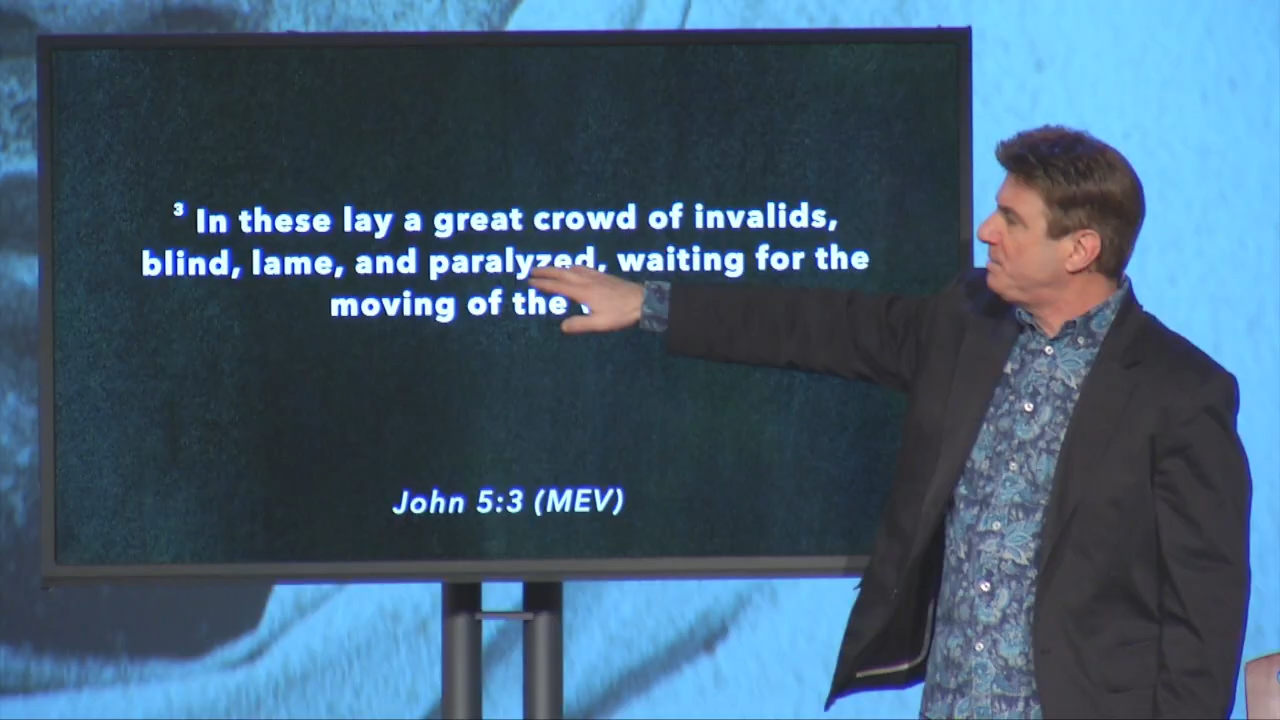 ³ In these lay a great crowd of invalids,
blind, lame, and paralyzed, waiting for the
moving of the
John 5:3 (MEV)